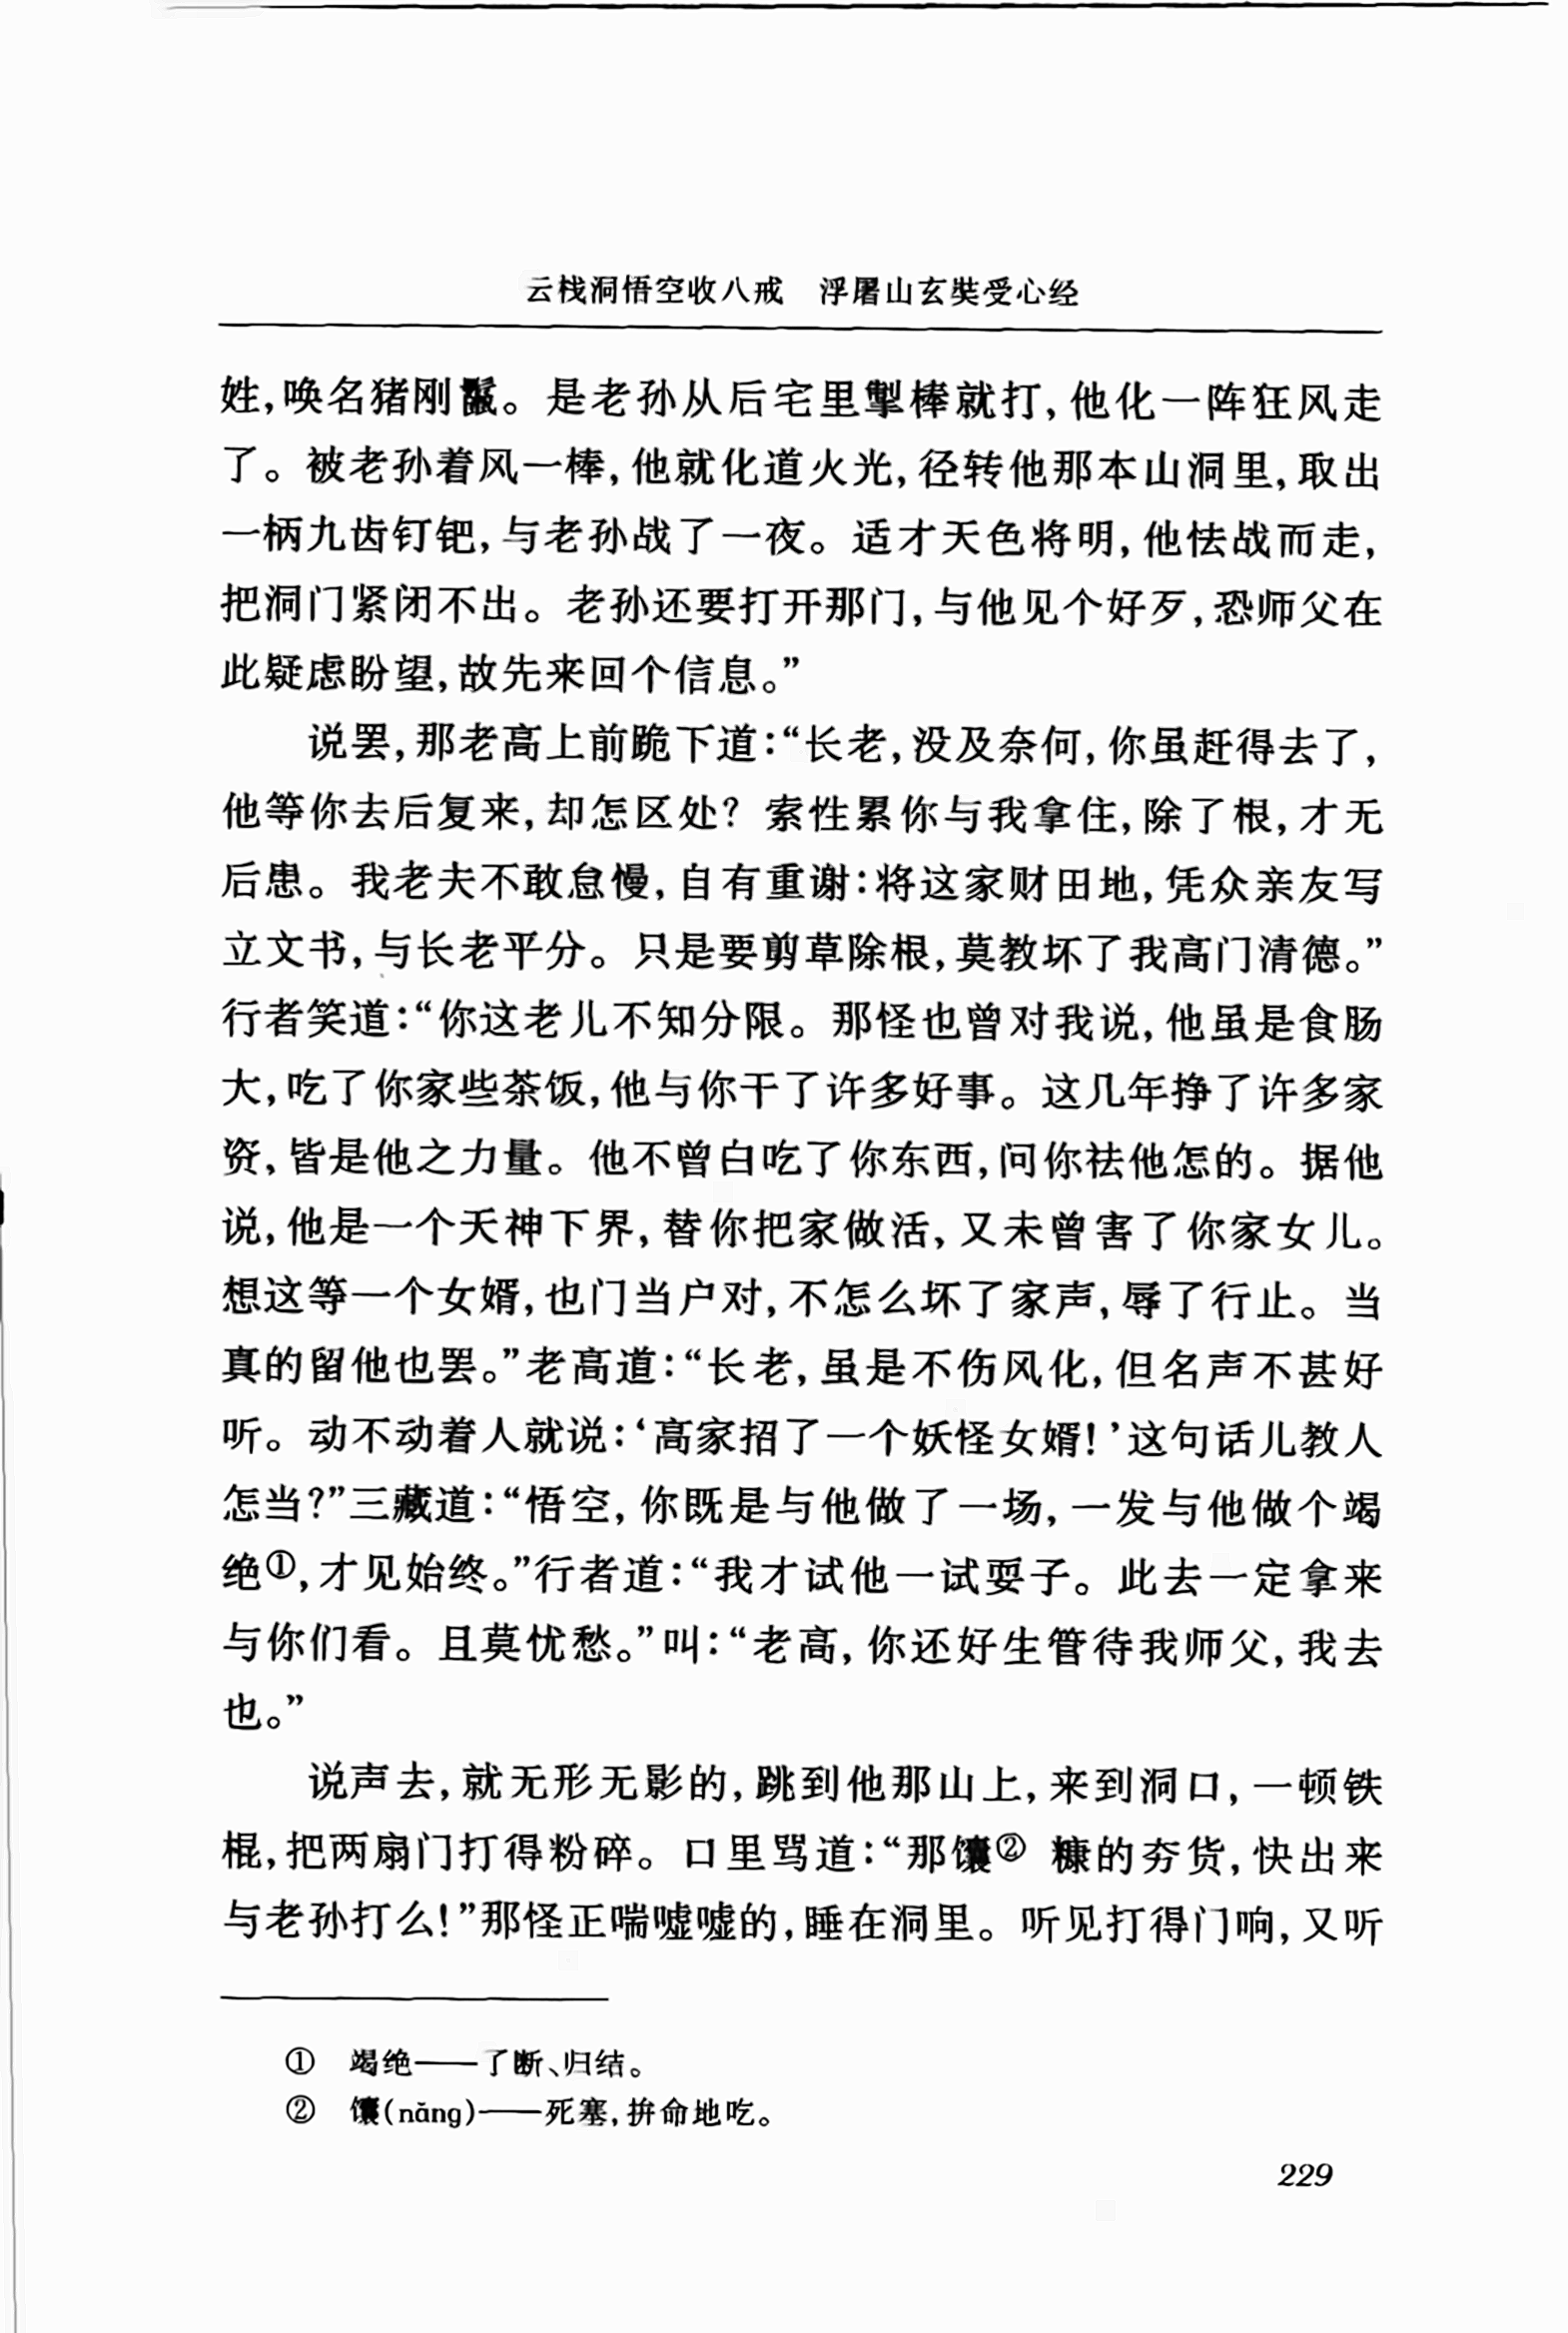 云栈洞悟空收八戒　浮屠山玄奘受心经
姓,唤名猪刚鬣。是老孙从后宅里掣棒就打,他化一阵狂风走
了。被老孙着风一棒,他就化道火光,径转他那本山洞里,取出
一柄九齿钉钯,与老孙战了一夜。适才天色将明,他怯战而走,
把洞门紧闭不出。老孙还要打开那门,与他见个好歹,恐师父在
此疑虑盼望,故先来回个信息。”
说罢,那老高上前跪下道:“长老,没及奈何,你虽赶得去了,
他等你去后复来,却怎区处？索性累你与我拿住,除了根,才无
后患。我老夫不敢怠慢,自有重谢:将这家财田地,凭众亲友写
立文书,与长老平分。只是要剪草除根,莫教坏了我高门清德。”
行者笑道:“你这老儿不知分限。那怪也曾对我说,他虽是食肠
大,吃了你家些茶饭,他与你干了许多好事。这几年挣了许多家
资,皆是他之力量。他不曾白吃了你东西,问你祛他怎的。据他
说,他是一个天神下界,替你把家做活,又未曾害了你家女儿。
想这等一个女婿,也门当户对,不怎么坏了家声,辱了行止。当
真的留他也罢。”老高道:“长老,虽是不伤风化,但名声不甚好
听。动不动着人就说:‘高家招了一个妖怪女婿!’这句话儿教人
怎当?”三藏道:“悟空,你既是与他做了一场,一发与他做个竭
绝①,才见始终。”行者道:“我才试他一试耍子。此去一定拿来
与你们看。且莫忧愁。”叫:“老高,你还好生管待我师父,我去
也。”
说声去,就无形无影的,跳到他那山上,来到洞口,一顿铁
棍,把两扇门打得粉碎。口里骂道:“那馕② 糠的夯货,快出来
与老孙打么!”那怪正喘嘘嘘的,睡在洞里。听见打得门响,又听
①　竭绝——了断、归结。
②　馕(nǎng)——死塞,拚命地吃。
229